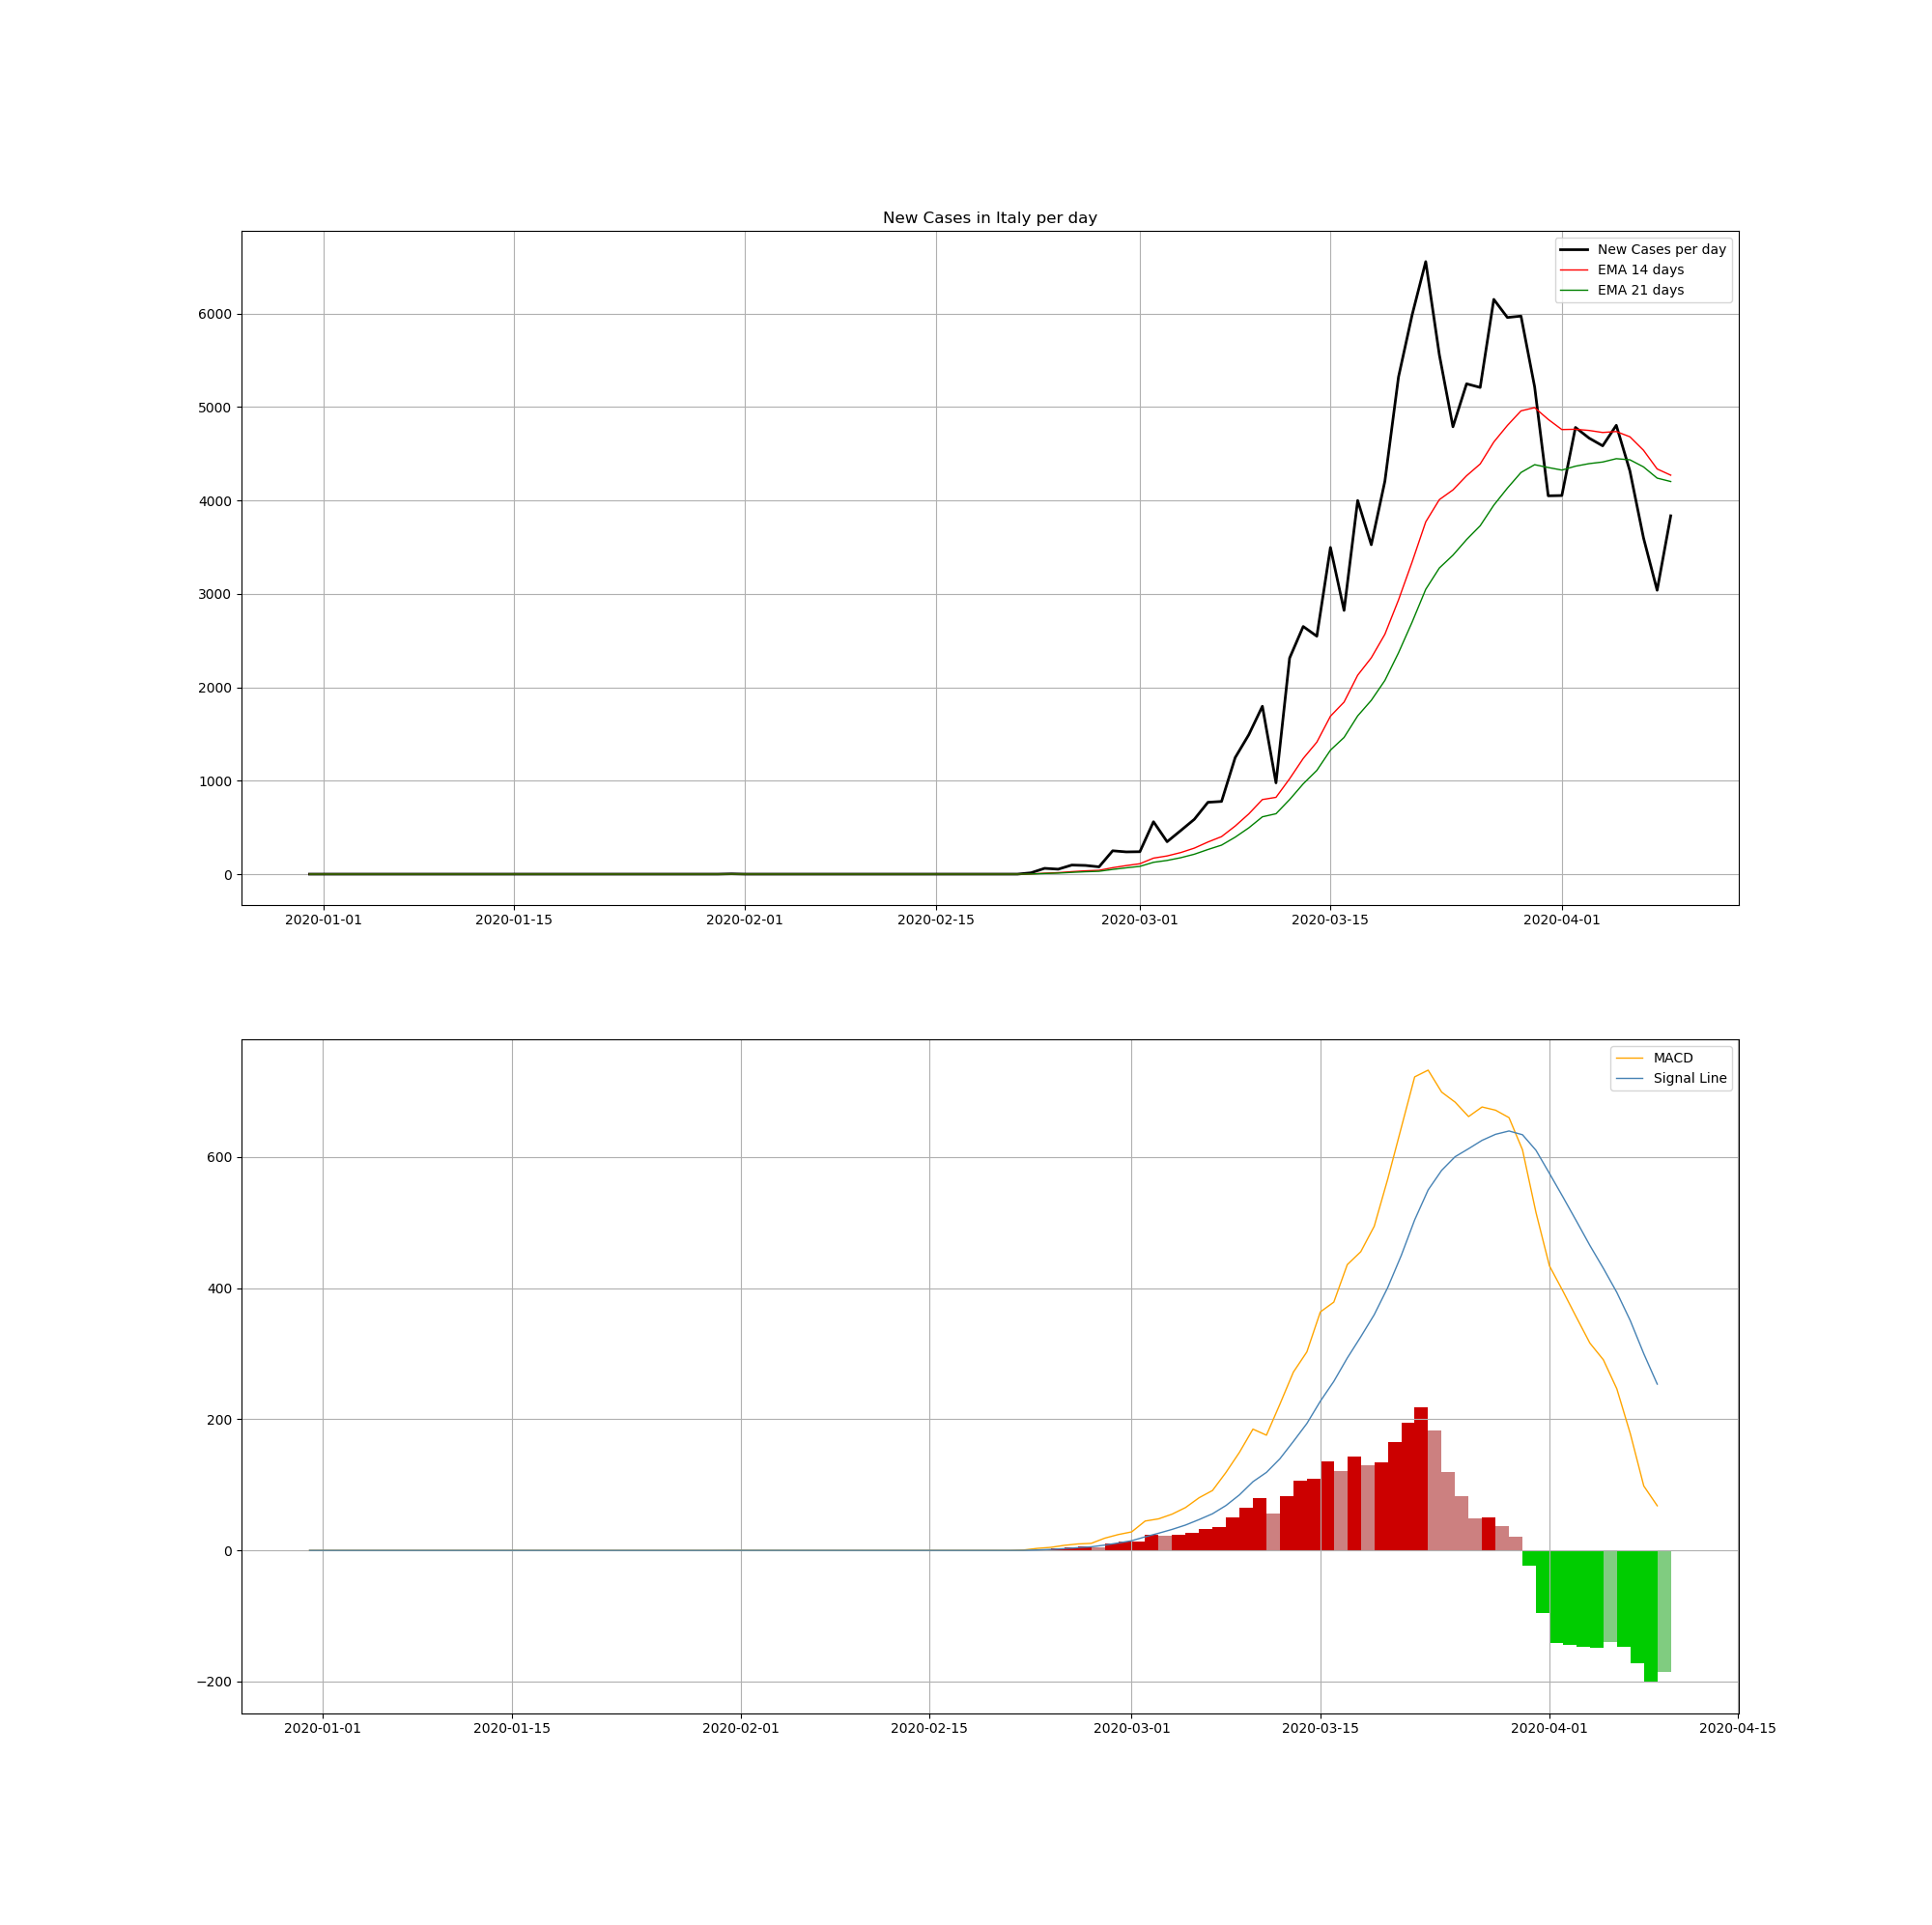 New Cases in Italy per day
New Cases per day
EMA 14 days
EMA 21 days
6000
5000
4000
3000
2000
1000
0
2020-01-01 2020-01-15 2020-02-01 2020-02-15 2020-03-01 2020-03-15 2020-04-01
MACD
Signal Line
600
400
200
0
−200
2020-01-01 2020-01-15 2020-02-01 2020-02-15 2020-03-01 2020-03-15 2020-04-01 2020-04-15